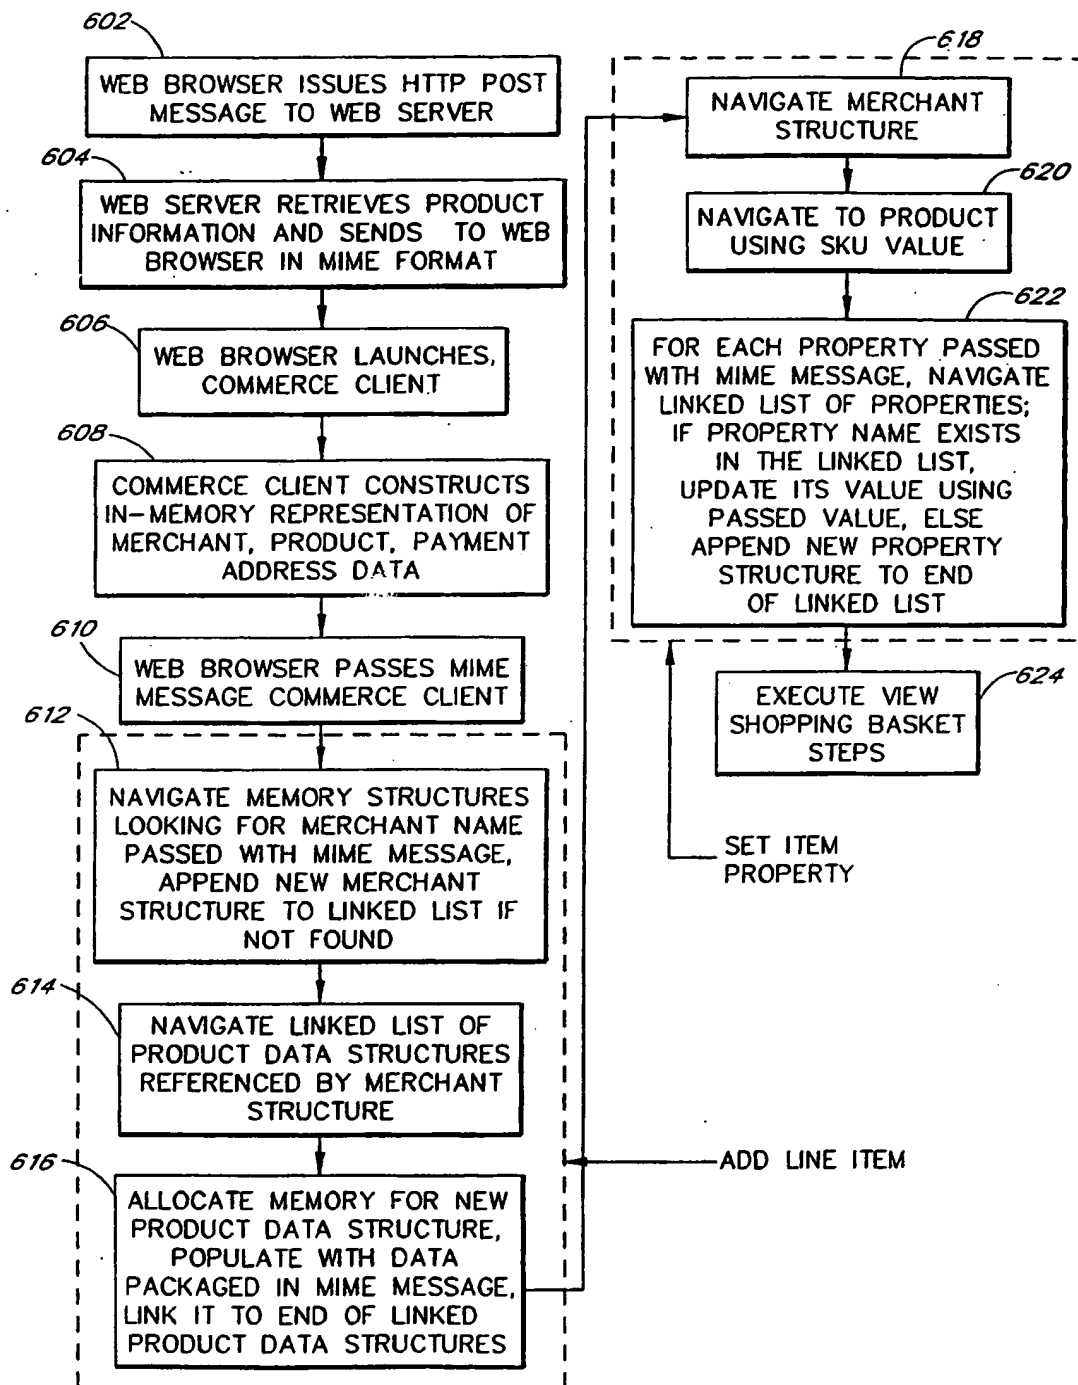 602
WEB BROWSER ISSUES HTTP POST
MESSAGE TO WEB SERVER
604
WEB SERVER RETRIEVES PRODUCT
INFORMATION AND SENDS TO WEB
BROWSER IN MIME FORMAT
606
WEB BROWSER LAUNCHES,
COMMERCE CLIENT
608
COMMERCE CLIENT CONSTRUCTS
IN-MEMORY REPRESENTATION OF
MERCHANT, PRODUCT, PAYMENT
ADDRESS DATA
610
WEB BROWSER PASSES MIME
MESSAGE COMMERCE CLIENT
612
NAVIGATE MEMORY STRUCTURES
LOOKING FOR MERCHANT NAME
PASSED WITH MIME MESSAGE,
APPEND NEW MERCHANT
STRUCTURE TO LINKED LIST IF
NOT FOUND
614
NAVIGATE LINKED LIST OF
PRODUCT DATA STRUCTURES
REFERENCED BY MERCHANT
STRUCTURE
616
ALLOCATE MEMORY FOR NEW
PRODUCT DATA STRUCTURE,
POPULATE WITH DATA
PACKAGED IN MIME MESSAGE,
LINK IT TO END OF LINKED
PRODUCT DATA STRUCTURES
ADD LINE ITEM
618
NAVIGATE MERCHANT
STRUCTURE
620
NAVIGATE TO PRODUCT
USING SKU VALUE
622
FOR EACH PROPERTY PASSED
WITH MIME MESSAGE, NAVIGATE
LINKED LIST OF PROPERTIES;
IF PROPERTY NAME EXISTS
IN THE LINKED LIST,
UPDATE ITS VALUE USING
PASSED VALUE, ELSE
APPEND NEW PROPERTY
STRUCTURE TO END
OF LINKED LIST
624
EXECUTE VIEW
SHOPPING BASKET
STEPS
SET ITEM
PROPERTY